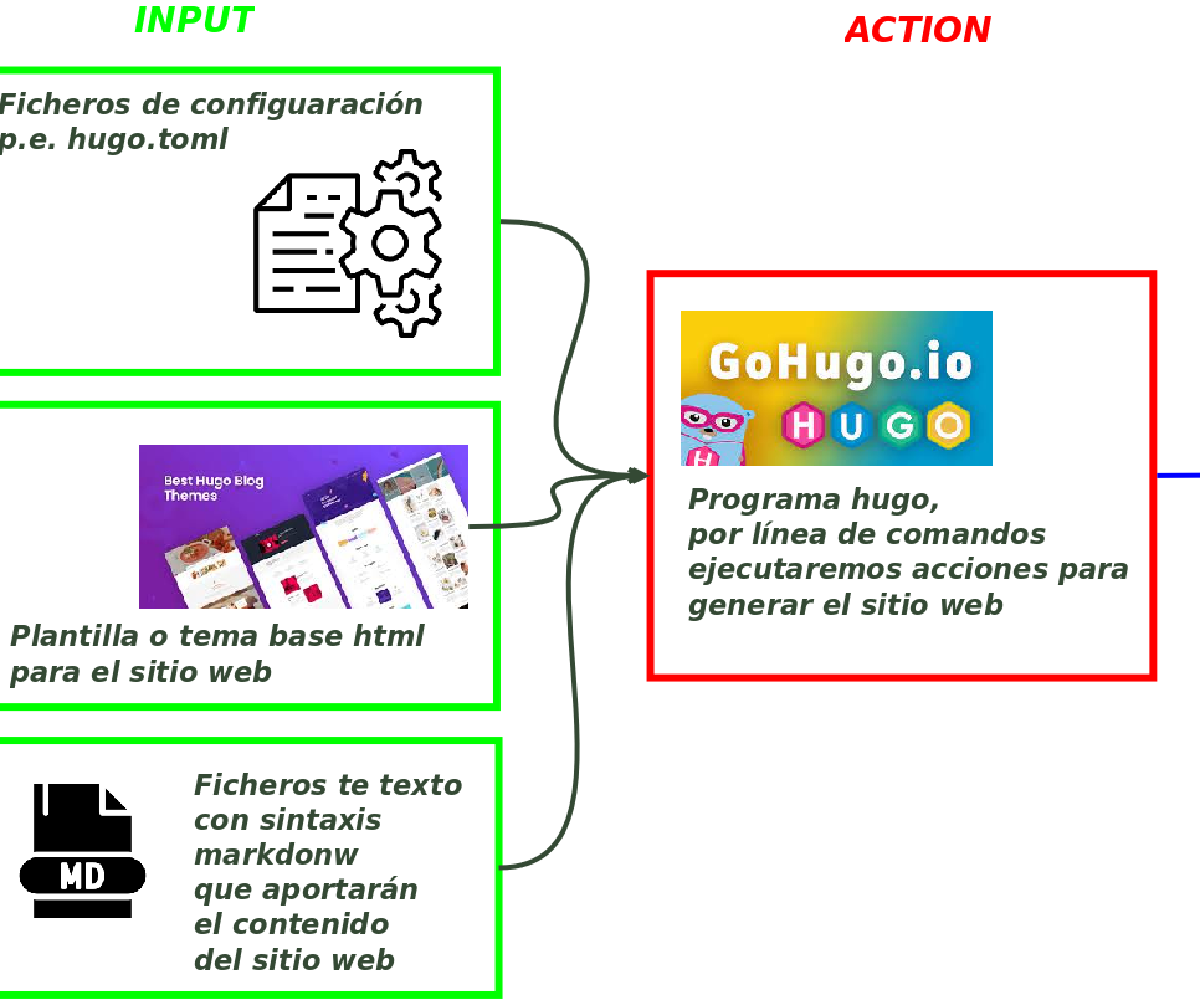 INPUT
ACTION
Ficheros de configuaración
p.e. hugo.toml
GoHugo.io
HUGO
H
Programa hugo,
por línea de comandos
ejecutaremos acciones para
generar el sitio web
Best Hugo Blog
Themes
Plantilla o tema base html
para el sitio web
MD
Ficheros te texto
con sintaxis
markdonw
que aportarán
el contenido
del sitio web